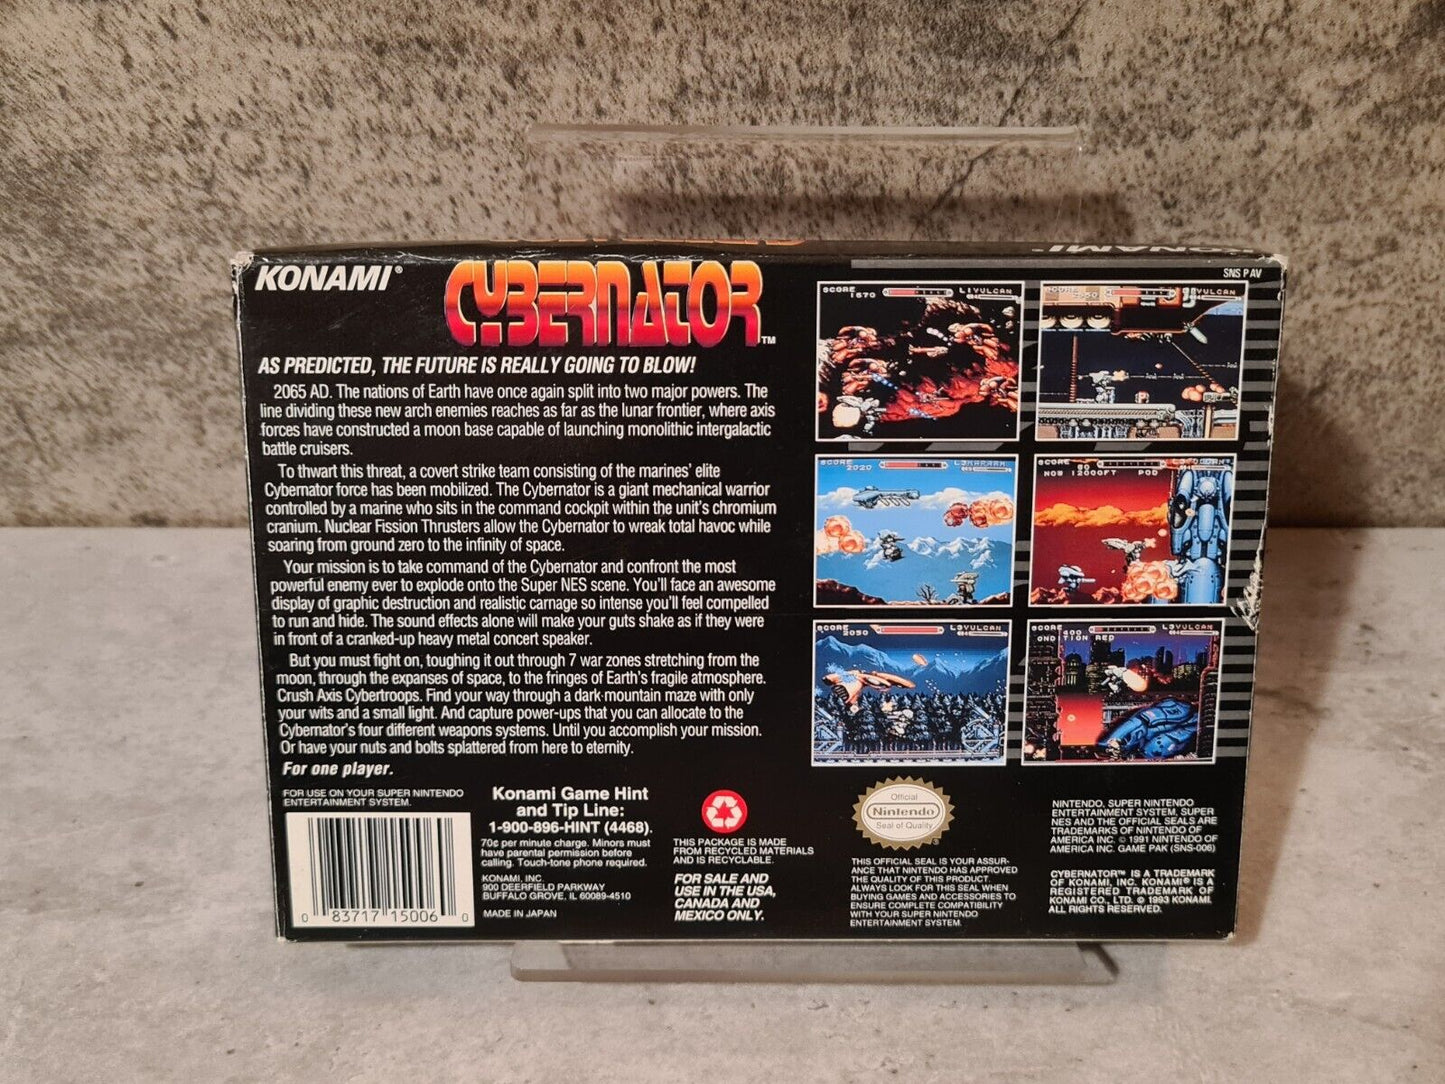 KONAMI®
CYBERNATOR™
SNS P AV
AS PREDICTED, THE FUTURE IS REALLY GOING TO BLOW!
2065 AD. The nations of Earth have once again split into two major powers. The
line dividing these new arch enemies reaches as far as the lunar frontier, where axis
forces have constructed a moon base capable of launching monolithic intergalactic
battle cruisers.
To thwart this threat, a covert strike team consisting of the marines' elite
Cybernator force has been mobilized. The Cybernator is a giant mechanical warrior
controlled by a marine who sits in the command cockpit within the unit's chromium
cranium. Nuclear Fission Thrusters allow the Cybernator to wreak total havoc while
soaring from ground zero to the infinity of space.
Your mission is to take command of the Cybernator and confront the most
powerful enemy ever to explode onto the Super NES scene. You'll face an awesome
display of graphic destruction and realistic carnage so intense you'll feel compelled
to run and hide. The sound effects alone will make your guts shake as if they were
in front of a cranked-up heavy metal concert speaker.
But you must fight on, toughing it out through 7 war zones stretching from the
moon, through the expanses of space, to the fringes of Earth's fragile atmosphere.
Crush Axis Cybertroops. Find your way through a dark mountain maze with only
your wits and a small light. And capture power-ups that you can allocate to the
Cybernator's four different weapons systems. Until you accomplish your mission.
Or have your nuts and bolts splattered from here to eternity.
For one player.
FOR USE ON YOUR SUPER NINTENDO
ENTERTAINMENT SYSTEM.
0 83717 15006 0
Konami Game Hint
and Tip Line:
1-900-896-HINT (4468).
70¢ per minute charge. Minors must
have parental permission before
calling. Touch-tone phone required.
KONAMI, INC.
900 DEERFIELD PARKWAY
BUFFALO GROVE, IL 60089-4510
MADE IN JAPAN
THIS PACKAGE IS MADE
FROM RECYCLED MATERIALS
AND IS RECYCLABLE.
FOR SALE AND
USE IN THE USA,
CANADA AND
MEXICO ONLY.
SCORE L1VULCAN
1570
SCORE VULCAN
SCORE
2020
SCORE 80
NOW 12000FT POD
SCORE L3VULCAN
2050
SCORE 400 L3VULCAN
RED
Official
Nintendo
Seal of Quality
THIS OFFICIAL SEAL IS YOUR ASSUR-
ANCE THAT NINTENDO HAS APPROVED
THE QUALITY OF THIS PRODUCT.
ALWAYS LOOK FOR THIS SEAL WHEN
BUYING GAMES AND ACCESSORIES TO
ENSURE COMPLETE COMPATIBILITY
WITH YOUR SUPER NINTENDO
ENTERTAINMENT SYSTEM.
NINTENDO, SUPER NINTENDO
ENTERTAINMENT SYSTEM, SUPER
NES AND THE OFFICIAL SEALS ARE
TRADEMARKS OF NINTENDO OF
AMERICA INC. © 1991 NINTENDO OF
AMERICA INC. GAME PAK (SNS-006)
CYBERNATOR™ IS A TRADEMARK
OF KONAMI, INC. KONAMI® IS A
REGISTERED TRADEMARK OF
KONAMI CO., LTD. © 1993 KONAMI.
ALL RIGHTS RESERVED.